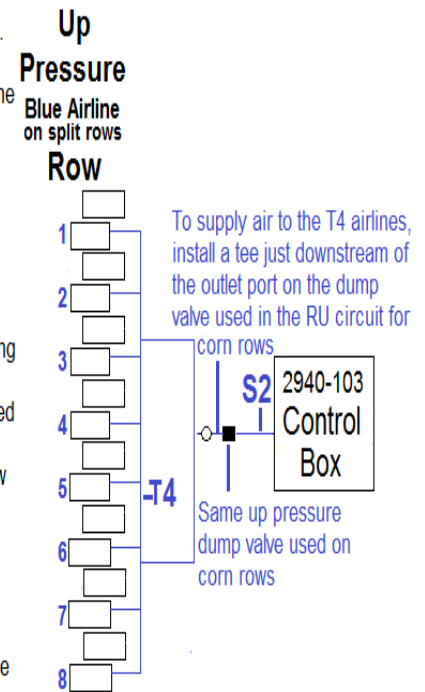 Up
Pressure
Blue Airline
on split rows
Row
1
2
3
4
5
6
7
8
-T4
To supply air to the T4 airlines,
install a tee just downstream of
the outlet port on the dump
valve used in the RU circuit for
corn rows
S2
2940-103
Control
Box
Same up pressure
dump valve used on
corn rows